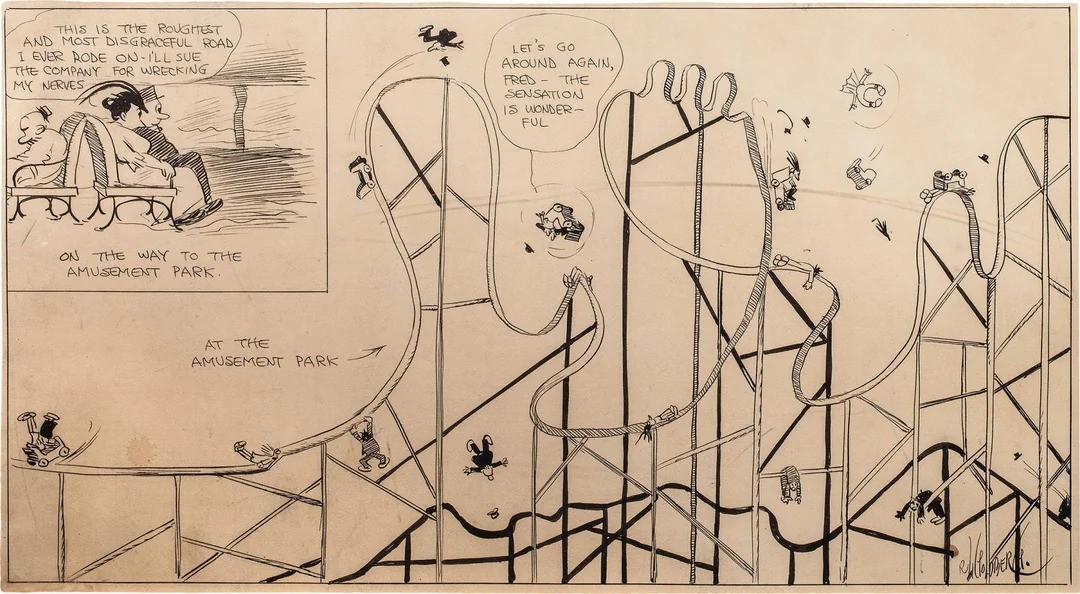 THIS IS THE ROUGHEST
AND MOST DISGRACEFUL ROAD
I EVER RODE ON - I'LL SUE
THE COMPANY FOR WRECKING
MY NERVES
ON THE WAY TO THE
AMUSEMENT PARK.
LET'S GO
AROUND AGAIN,
FRED - THE
SENSATION
IS WONDER-
FUL
AT THE
AMUSEMENT PARK
R.L. GOLDBERG.